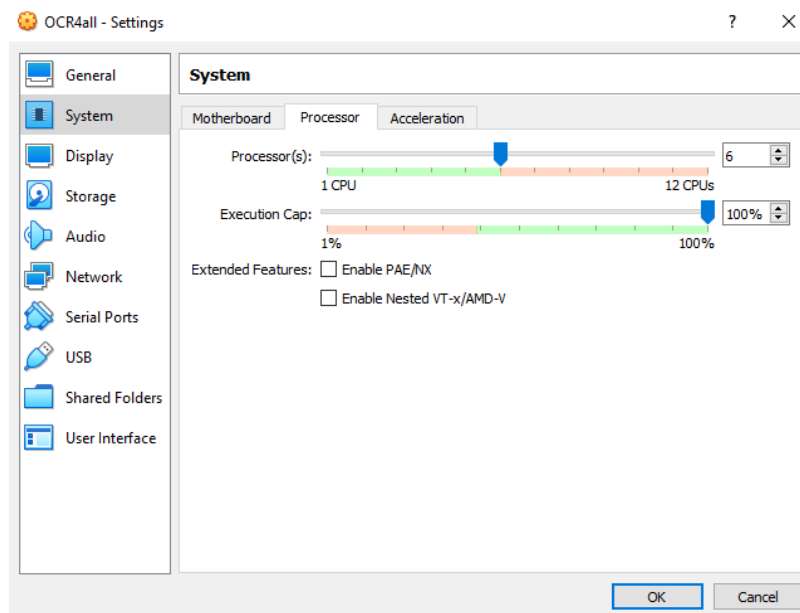 OCR4all - Settings
?
General
System
Display
Storage
Audio
Network
Serial Ports
USB
Shared Folders
User Interface
System
Motherboard
Processor
Acceleration
Processor(s):
6
1 CPU
12 CPUs
Execution Cap:
100%
1%
100%
Extended Features:
Enable PAE/NX
Enable Nested VT-x/AMD-V
OK
Cancel